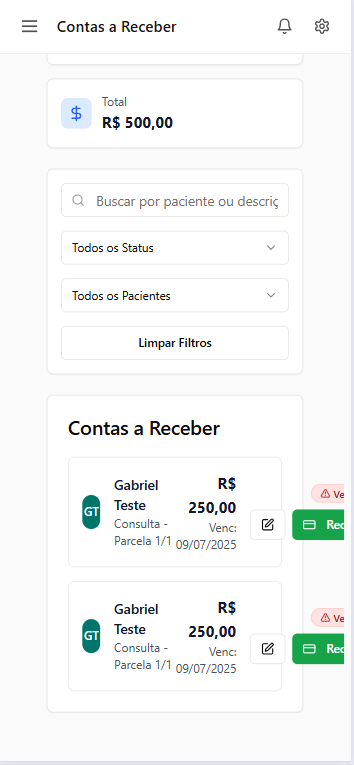 Contas a Receber
Total
R$ 500,00
Buscar por paciente ou descriç
Todos os Status
Todos os Pacientes
Limpar Filtros
Contas a Receber
GT
Gabriel
Teste
Consulta -
Parcela 1/1
R$
250,00
Venc:
09/07/2025
Ve
Rec
GT
Gabriel
Teste
Consulta -
Parcela 1/1
R$
250,00
Venc:
09/07/2025
Ve
Rec